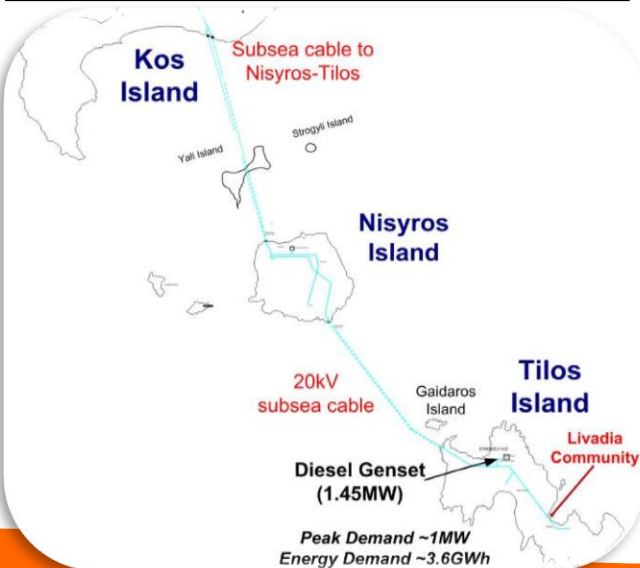 Kos
Island
Subsea cable to
Nisyros-Tilos
Strogyli Island
Yali Island
Nisyros
Island
20kV
subsea cable
Gaidaros
Island
Tilos
Island
Livadia
Community
Diesel Genset
(1.45MW)
Peak Demand ~1MW
Energy Demand ~3.6GWh